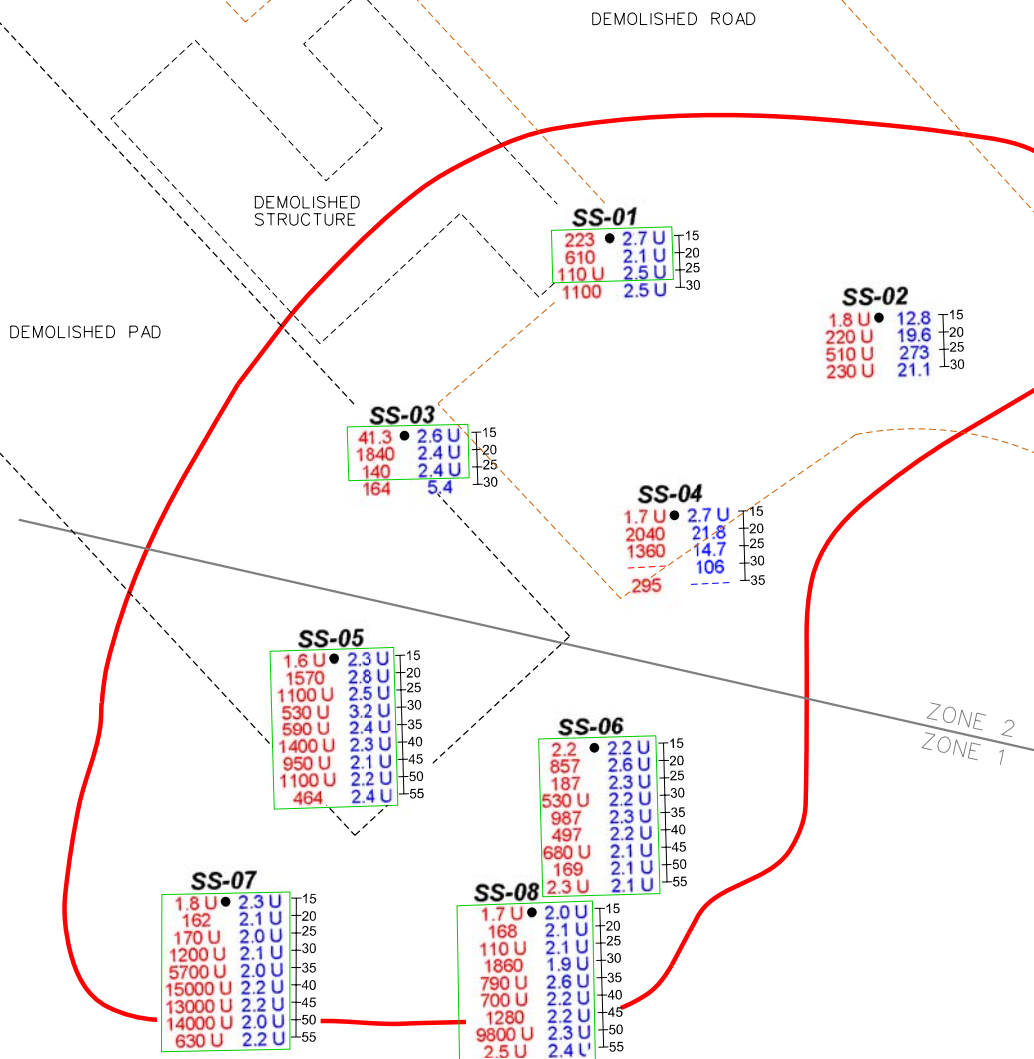 DEMOLISHED ROAD
DEMOLISHED
STRUCTURE
DEMOLISHED PAD
SS-01
223 2.7 U 15
610 2.1 U 20
110 U 2.5 U 25
1100 2.5 U 30
SS-02
1.8 U 12.8 15
220 U 19.6 20
510 U 273 25
230 U 21.1 30
SS-03
41.3 2.6 U 15
1840 2.4 U 20
140 2.4 U 25
164 5.4 30
SS-04
1.7 U 2.7 U 15
2040 21.8 20
1360 14.7 25
106 30
295 35
ZONE 2
ZONE 1
SS-05
1.6 U 2.3 U 15
1570 2.8 U 20
1100 U 2.5 U 25
530 U 3.2 U 30
590 U 2.4 U 35
1400 U 2.3 U 40
950 U 2.1 U 45
1100 U 2.2 U 50
464 2.4 U 55
SS-06
2.2 2.2 U 15
857 2.6 U 20
187 2.3 U 25
530 U 2.2 U 30
987 2.3 U 35
497 2.2 U 40
680 U 2.1 U 45
169 2.1 U 50
2.3 U 2.1 U 55
SS-07
1.8 U 2.3 U 15
162 2.1 U 20
170 U 2.0 U 25
1200 U 2.1 U 30
5700 U 2.0 U 35
15000 U 2.2 U 40
13000 U 2.2 U 45
14000 U 2.0 U 50
630 U 2.2 U 55
SS-08
1.7 U 2.0 U 15
168 2.1 U 20
110 U 2.1 U 25
1860 1.9 U 30
790 U 2.6 U 35
700 U 2.2 U 40
1280 2.2 U 45
9800 U 2.3 U 50
2.5 U 2.4 U 55